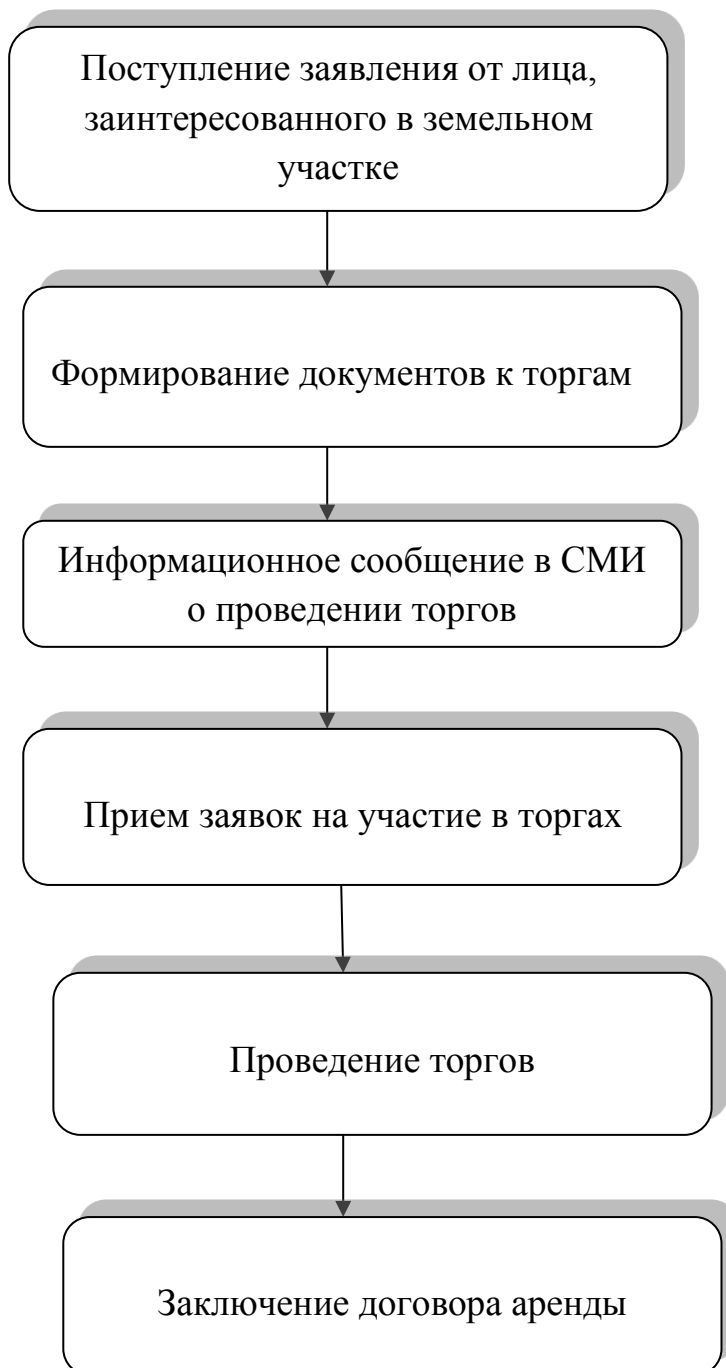 Поступление заявления от лица,
заинтересованного в земельном
участке
Формирование документов к торгам
Информационное сообщение в СМИ
о проведении торгов
Прием заявок на участие в торгах
Проведение торгов
Заключение договора аренды